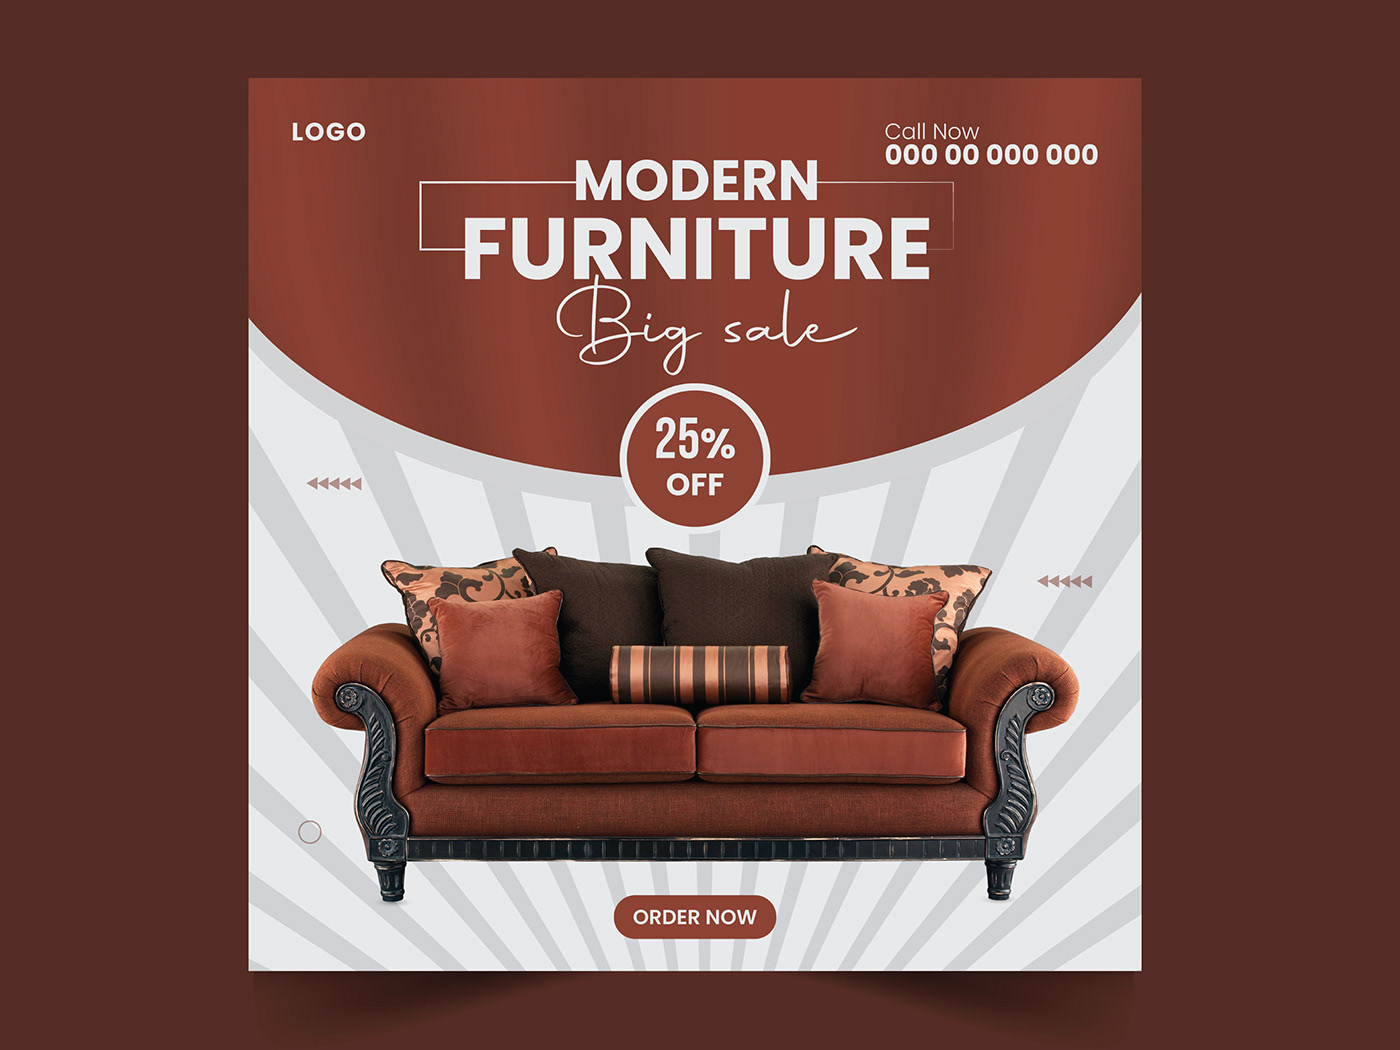 LOGO
Call Now
000 00 000 000
MODERN
FURNITURE
Big sale
25%
OFF
ORDER NOW